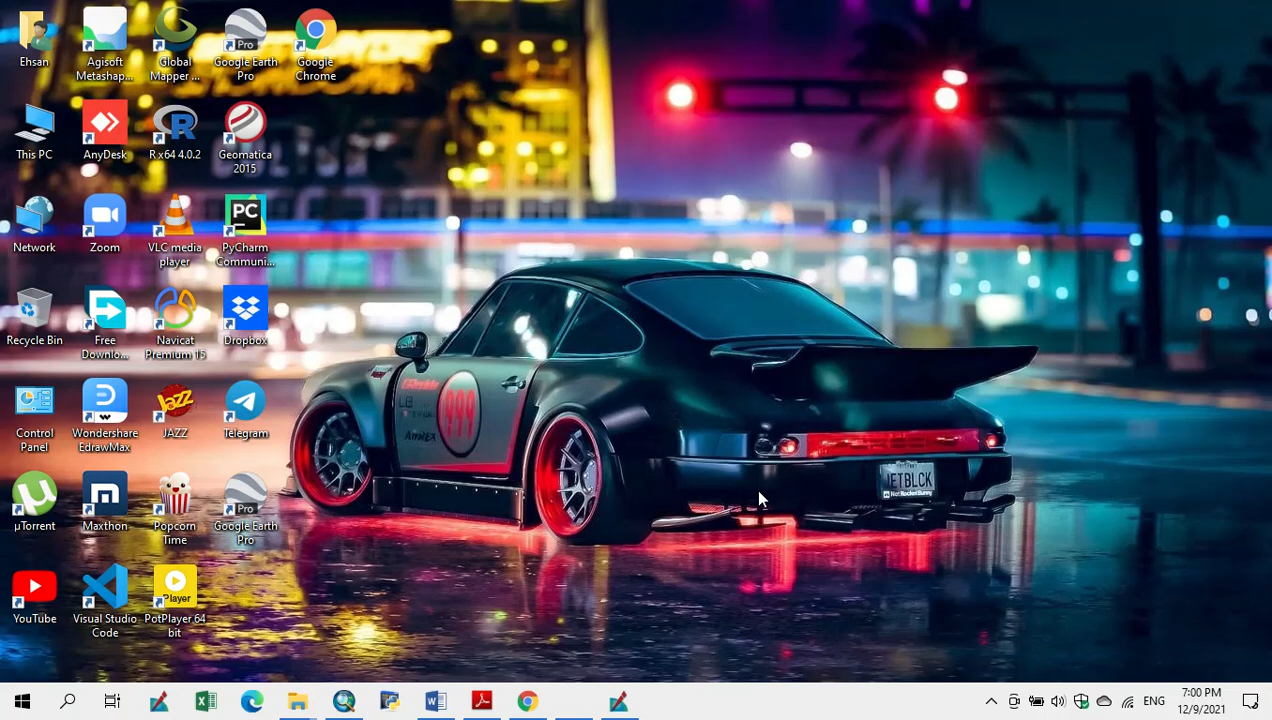 Ehsan
Agisoft
Metashap...
Global
Mapper ...
Pro
Google Earth
Pro
Google
Chrome
This PC
AnyDesk
R x64 4.0.2
Geomatica
2015
Network
Zoom
VLC media
player
PC
PyCharm
Communi...
Recycle Bin
Free
Downlo...
Navicat
Premium 15
Dropbox
Control
Panel
Wondershare
EdrawMax
JAZZ
JAZZ
Telegram
µTorrent
Maxthon
Popcorn
Time
Pro
Google Earth
Pro
YouTube
Visual Studio
Code
Player
PotPlayer 64
bit
999
JETBLCK
NotRocketBunny
ENG
7:00 PM
12/9/2021